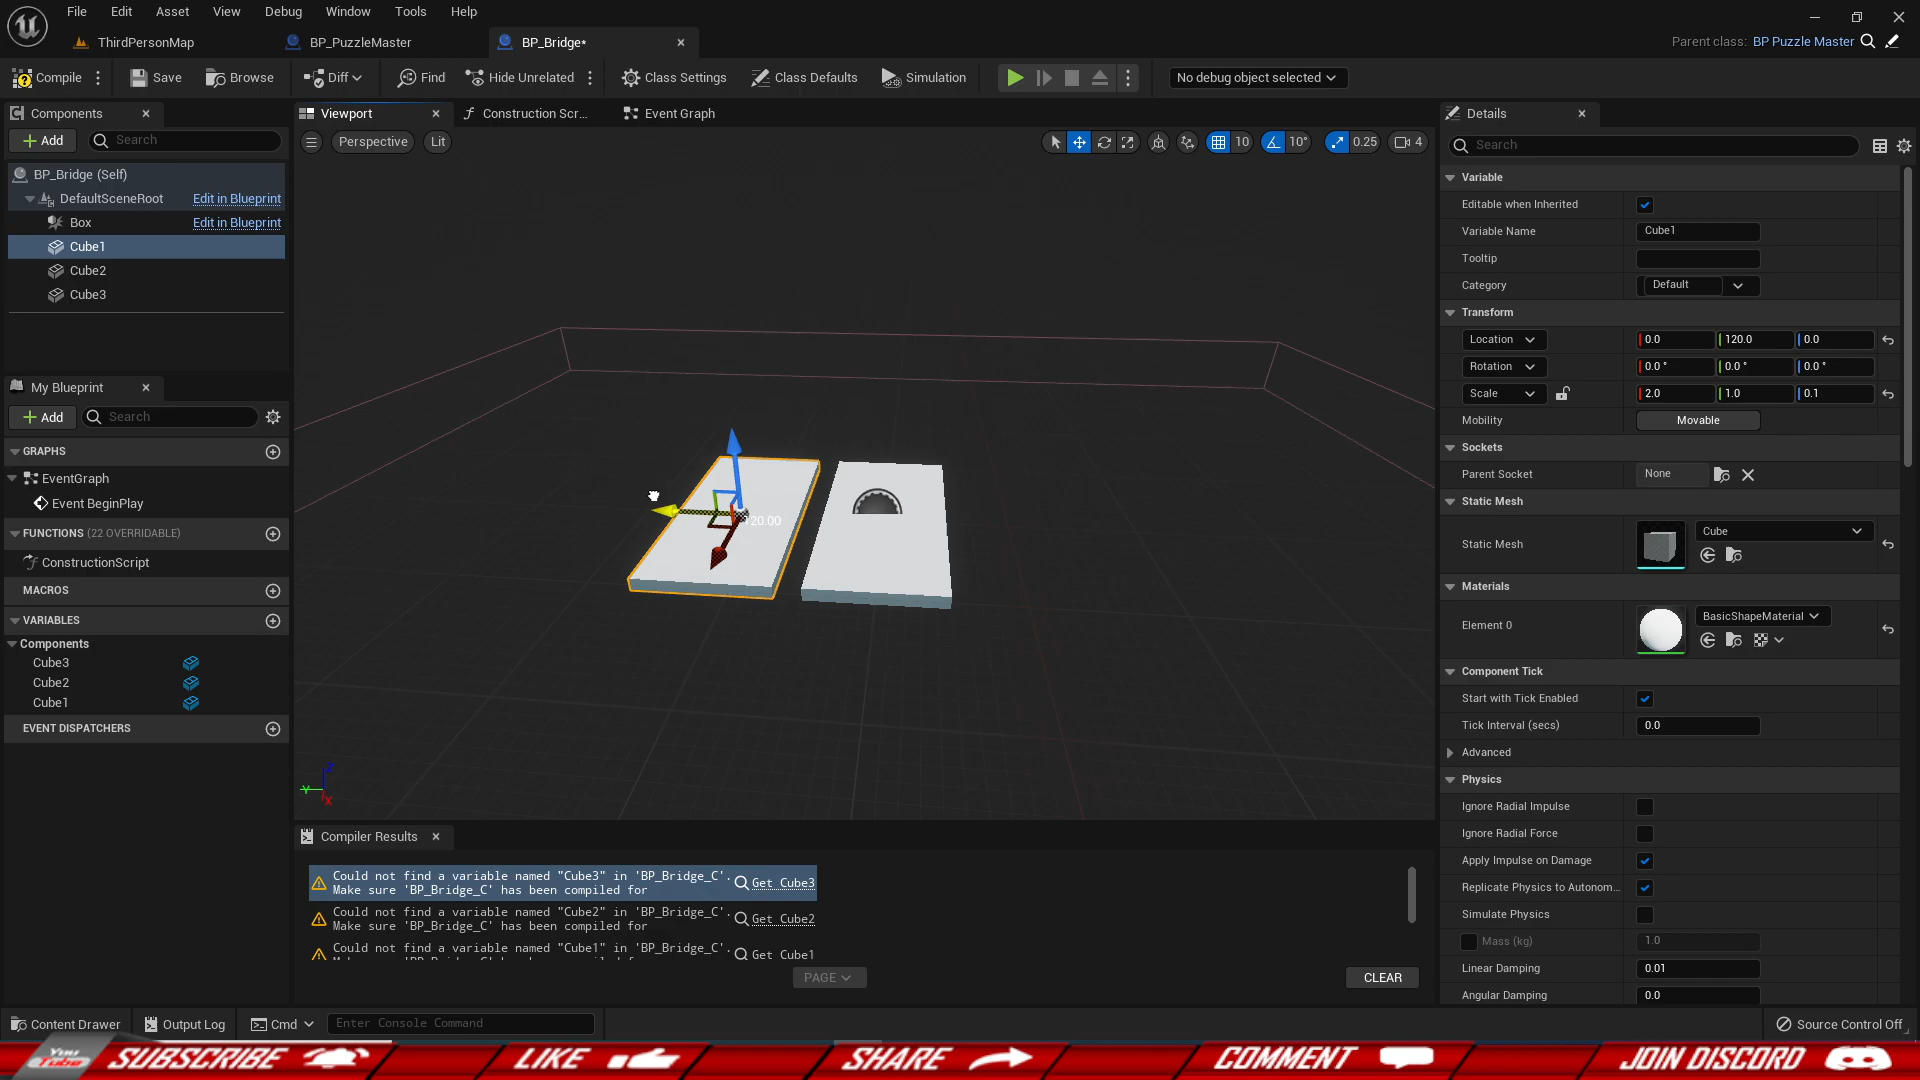 File Edit Asset View Debug Window Tools Help
ThirdPersonMap BP_PuzzleMaster BP_Bridge*
Parent class: BP Puzzle Master
Compile Save Browse Diff Find Hide Unrelated Class Settings Class Defaults Simulation No debug object selected
Components
Add Search
BP_Bridge (Self)
DefaultSceneRoot Edit in Blueprint
Box Edit in Blueprint
Cube1
Cube2
Cube3
My Blueprint
Add Search
GRAPHS
EventGraph
Event BeginPlay
FUNCTIONS (22 OVERRIDABLE)
ConstructionScript
MACROS
VARIABLES
Components
Cube3
Cube2
Cube1
EVENT DISPATCHERS
Viewport Construction Scr... Event Graph
Perspective Lit 10 10° 0.25 4
120.00
Z
Y
X
Compiler Results
Could not find a variable named "Cube3" in 'BP_Bridge_C'.
Make sure 'BP_Bridge_C' has been compiled for
Get Cube3
Could not find a variable named "Cube2" in 'BP_Bridge_C'.
Make sure 'BP_Bridge_C' has been compiled for
Get Cube2
Could not find a variable named "Cube1" in 'BP_Bridge_C'.
Get Cube1
PAGE CLEAR
Details
Search
Variable
Editable when Inherited
Variable Name Cube1
Tooltip
Category Default
Transform
Location 0.0 120.0 0.0
Rotation 0.0 ° 0.0 ° 0.0 °
Scale 2.0 1.0 0.1
Mobility Movable
Sockets
Parent Socket None
Static Mesh
Static Mesh Cube
Materials
Element 0 BasicShapeMaterial
Component Tick
Start with Tick Enabled
Tick Interval (secs) 0.0
Advanced
Physics
Ignore Radial Impulse
Ignore Radial Force
Apply Impulse on Damage
Replicate Physics to Autonom...
Simulate Physics
Mass (kg) 1.0
Linear Damping 0.01
Angular Damping 0.0
Content Drawer Output Log Cmd Enter Console Command Source Control Off
You Tube SUBSCRIBE LIKE SHARE COMMENT JOIN DISCORD